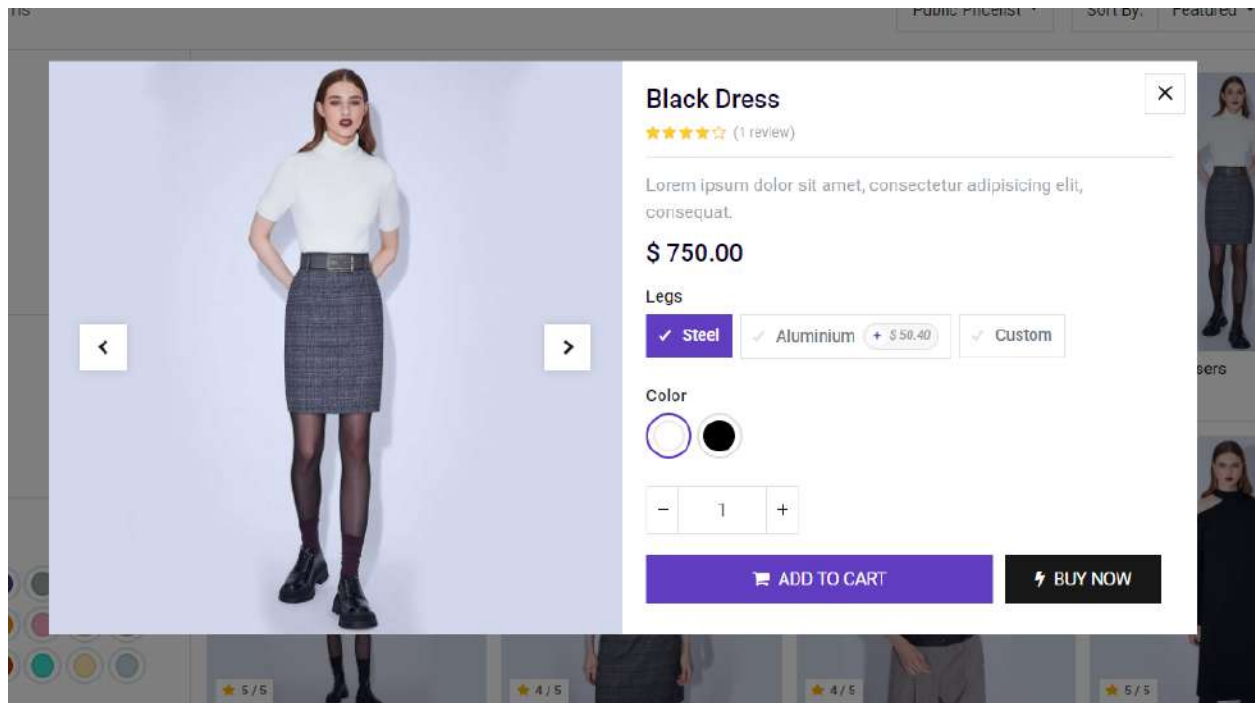 Public Pricelist
Sort By:
Featured
Black Dress
(1 review)
Lorem ipsum dolor sit amet, consectetur adipisicing elit,
consequat.
$ 750.00
Legs
Steel
Aluminium + $ 50.40
Custom
Color
- 1 +
ADD TO CART
BUY NOW
5 / 5
4 / 5
4 / 5
5 / 5